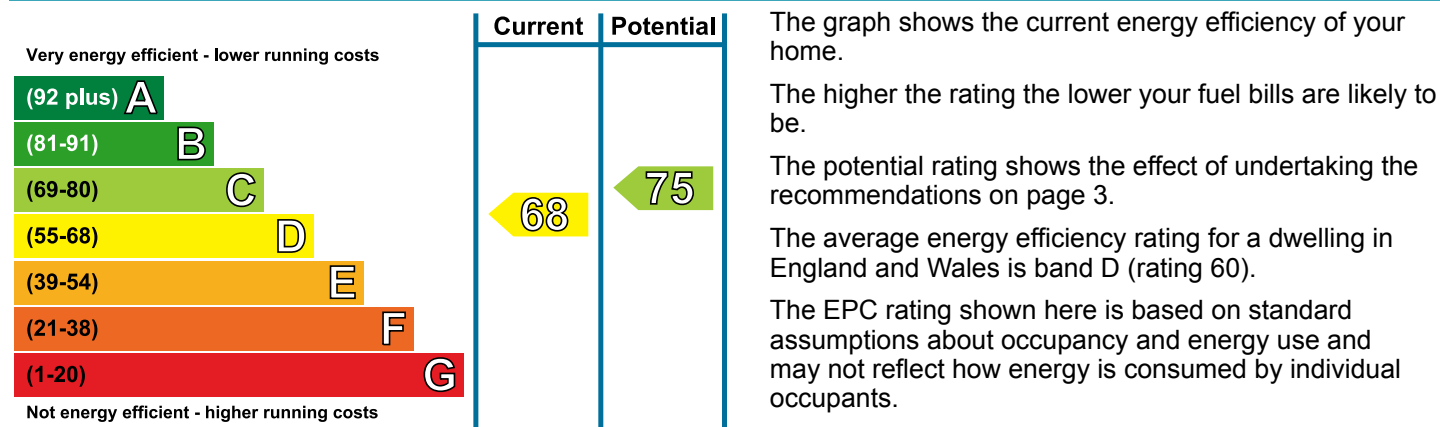 Current Potential
Very energy efficient - lower running costs
(92 plus) A
(81-91) B
(69-80) C
(55-68) D
(39-54) E
(21-38) F
(1-20) G
Not energy efficient - higher running costs
68
75
The graph shows the current energy efficiency of your
home.
The higher the rating the lower your fuel bills are likely to
be.
The potential rating shows the effect of undertaking the
recommendations on page 3.
The average energy efficiency rating for a dwelling in
England and Wales is band D (rating 60).
The EPC rating shown here is based on standard
assumptions about occupancy and energy use and
may not reflect how energy is consumed by individual
occupants.